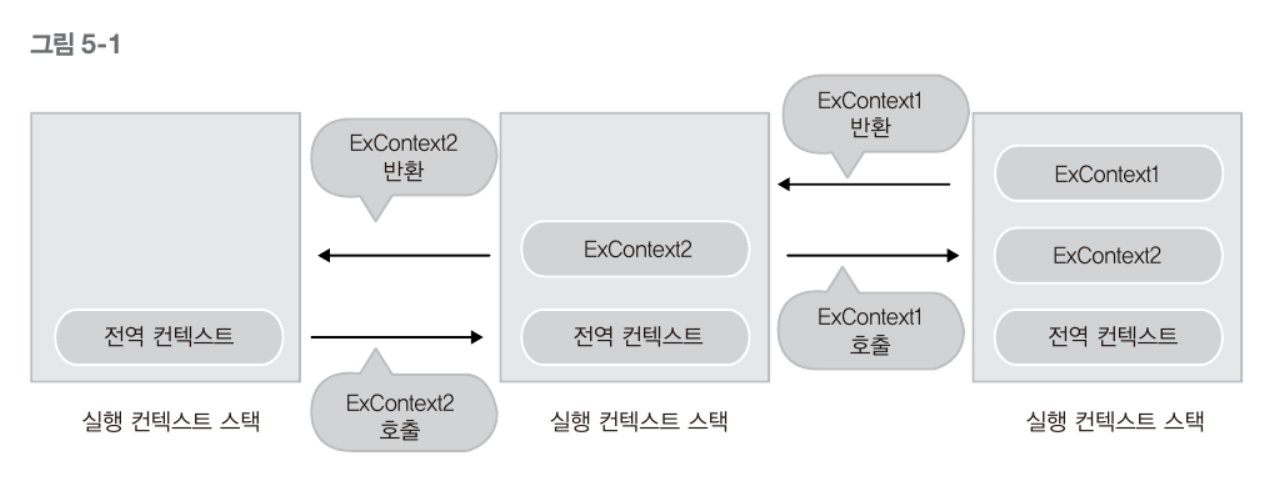 그림 5-1
ExContext2
반환
ExContext1
반환
ExContext1
ExContext2
ExContext2
전역 컨텍스트
전역 컨텍스트
ExContext1
호출
전역 컨텍스트
ExContext2
호출
실행 컨텍스트 스택
실행 컨텍스트 스택
실행 컨텍스트 스택